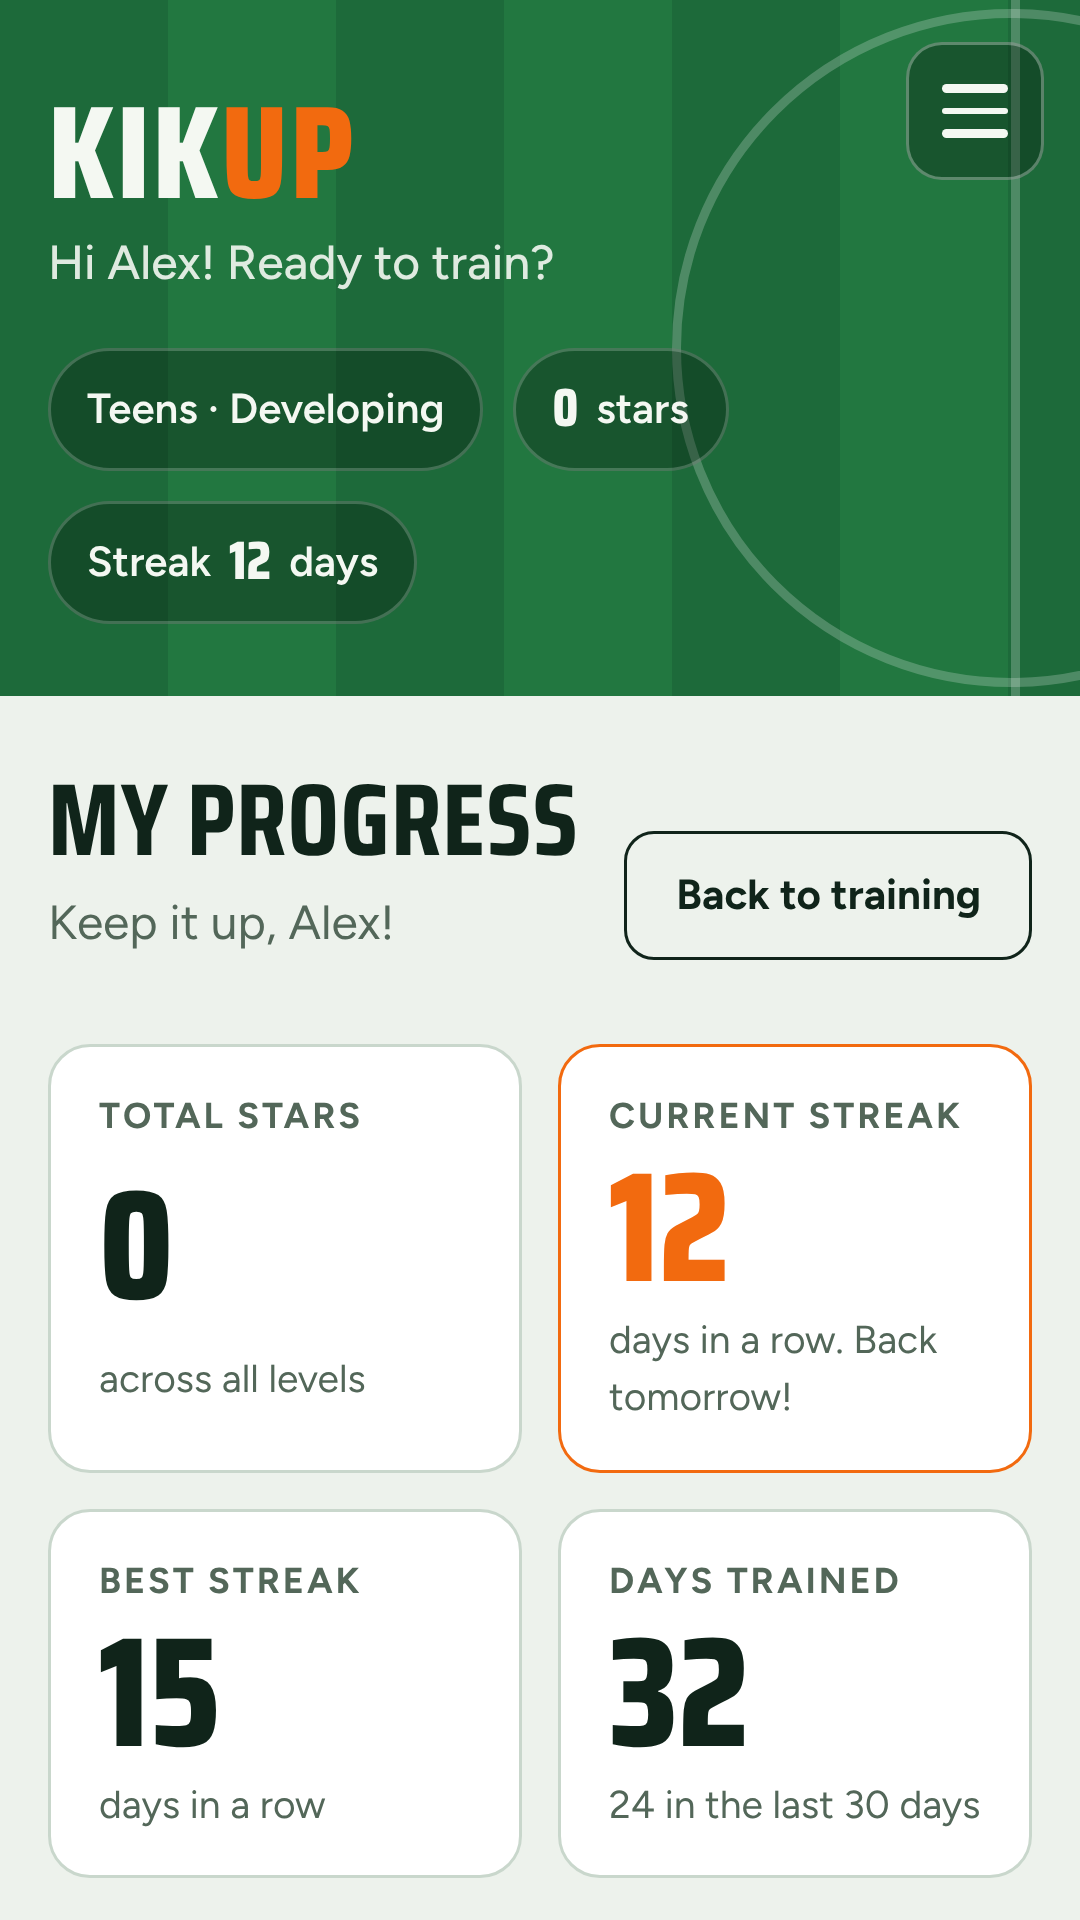 KIKUP
Hi Alex! Ready to train?
Teens · Developing
0 stars
Streak 12 days
MY PROGRESS
Keep it up, Alex!
Back to training
TOTAL STARS
0
across all levels
CURRENT STREAK
12
days in a row. Back
tomorrow!
BEST STREAK
15
days in a row
DAYS TRAINED
32
24 in the last 30 days